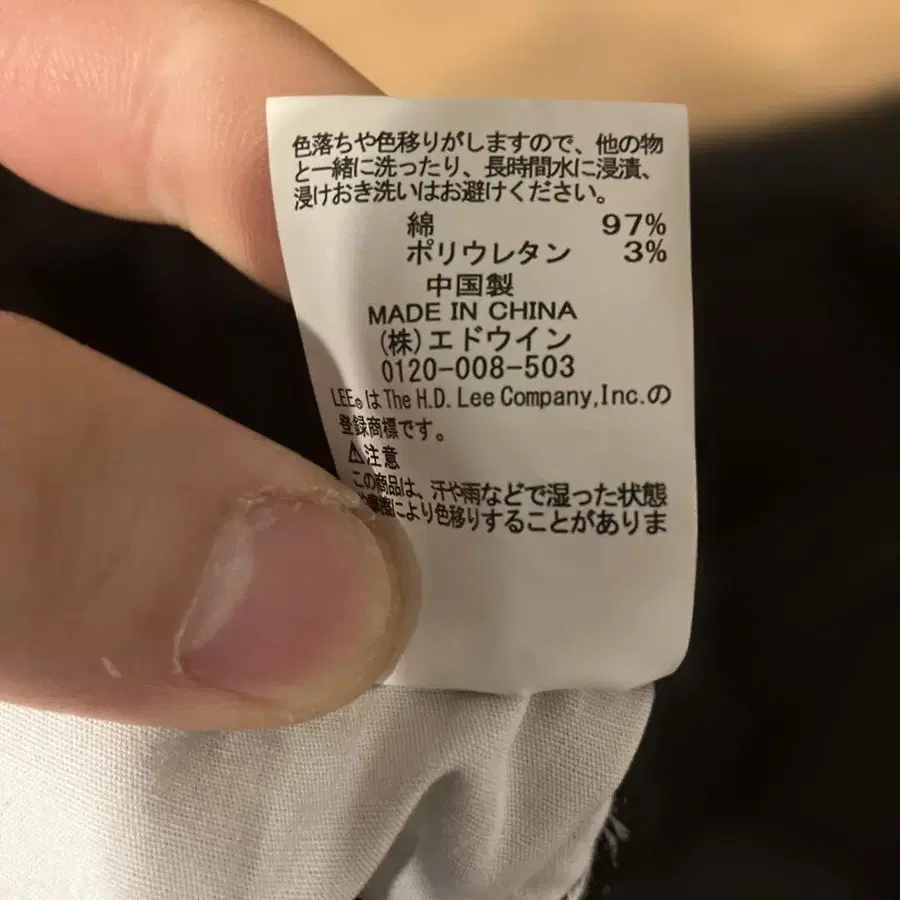 色落ちや色移りがしますので、他の物
と一緒に洗ったり、長時間水に浸漬、
浸けおき洗いはお避けください。
綿 97%
ポリウレタン 3%
中国製
MADE IN CHINA
(株)エドウイン
0120-008-503
LEE®はThe H.D. Lee Company,Inc.の
登録商標です。
⚠注意
この商品は、汗や雨などで湿った状態
により色移りすることがありま